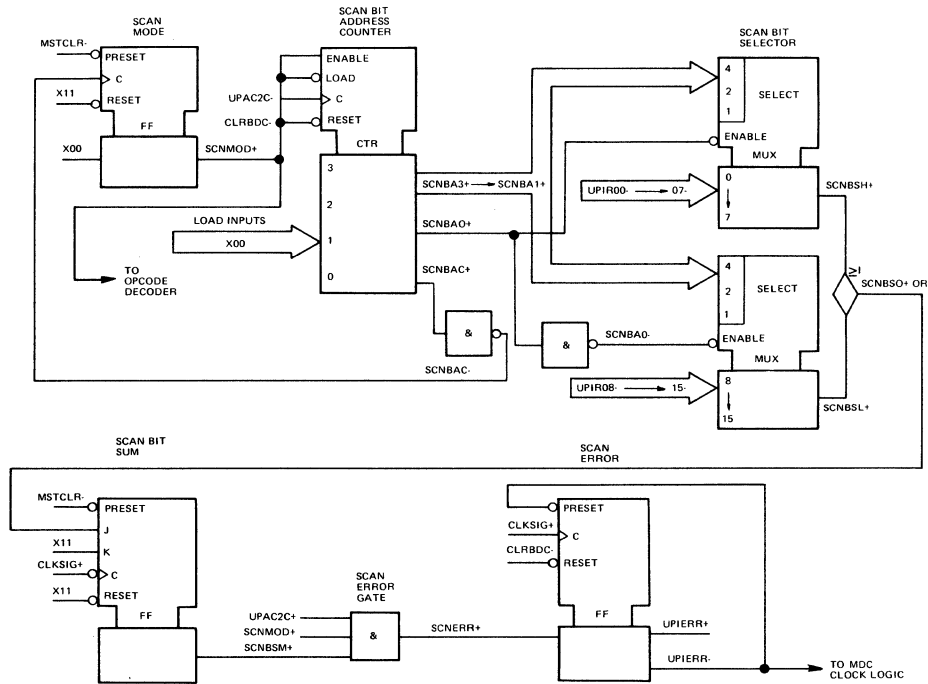 SCAN
MODE
MSTCLR-
PRESET
C
X11
RESET
FF
X00
SCNMOD+
TO
OPCODE
DECODER
SCAN BIT
ADDRESS
COUNTER
ENABLE
LOAD
UPAC2C-
C
CLRBDC-
RESET
CTR
3
2
1
0
LOAD INPUTS
X00
SCNBA3+ → SCNBA1+
SCNBAO+
SCNBAC+
&
SCNBAC-
&
SCNBA0-
SCAN BIT
SELECTOR
4
2
1
SELECT
ENABLE
MUX
UPIR00- → 07-
0
↓
7
SCNBSH+
4
2
1
SELECT
ENABLE
MUX
UPIR08- → 15-
8
↓
15
SCNBSL+
≥1
SCNBSO+ OR
SCAN BIT
SUM
MSTCLR-
PRESET
J
X11
K
CLKSIG+
C
X11
RESET
FF
SCAN
ERROR
GATE
UPAC2C+
SCNMOD+
SCNBSM+
&
SCNERR+
SCAN
ERROR
PRESET
CLKSIG+
C
CLRBDC-
RESET
FF
UPIERR+
UPIERR-
TO MDC
CLOCK LOGIC